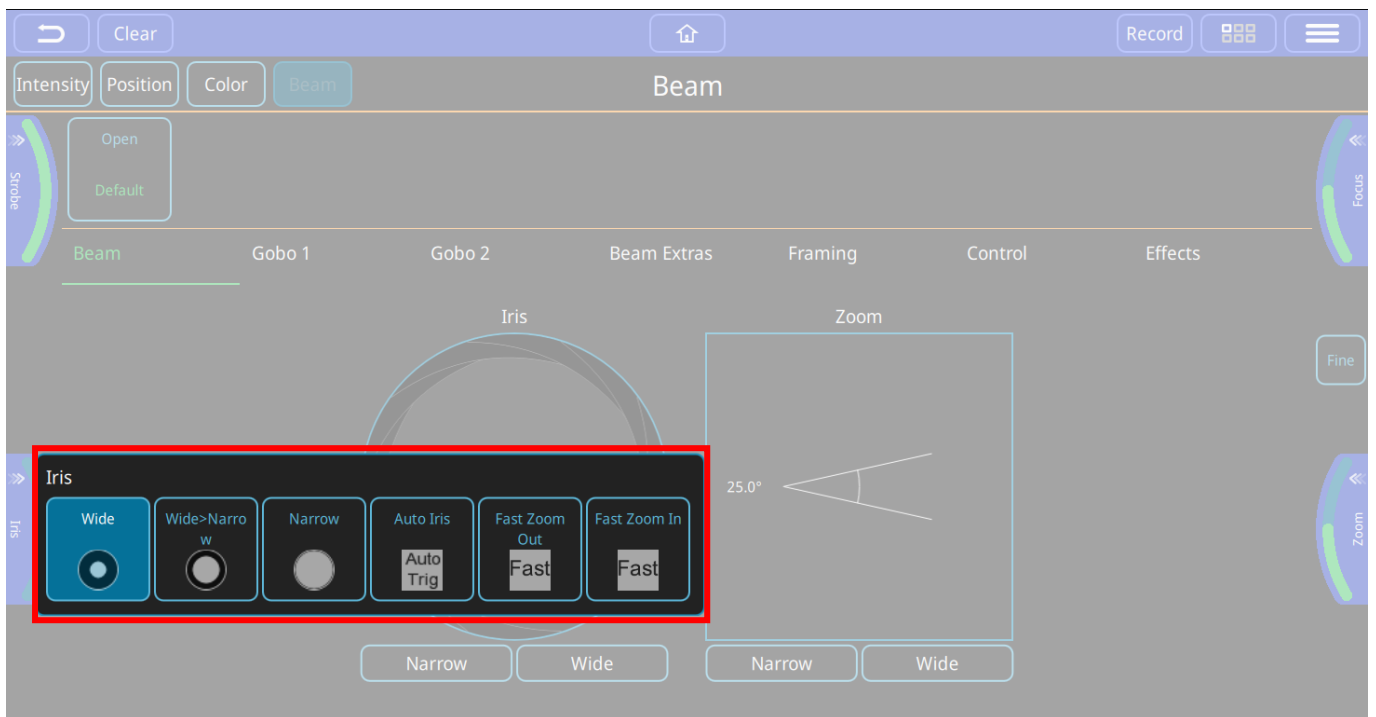 Clear
Record
Intensity
Position
Color
Beam
Beam
Strobe
Open
Default
Focus
Beam
Gobo 1
Gobo 2
Beam Extras
Framing
Control
Effects
Iris
Zoom
Fine
Iris
Iris
Wide
Wide>Narro
w
Narrow
Auto Iris
Fast Zoom
Out
Fast Zoom In
Auto
Trig
Fast
Fast
25.0°
Zoom
Narrow
Wide
Narrow
Wide